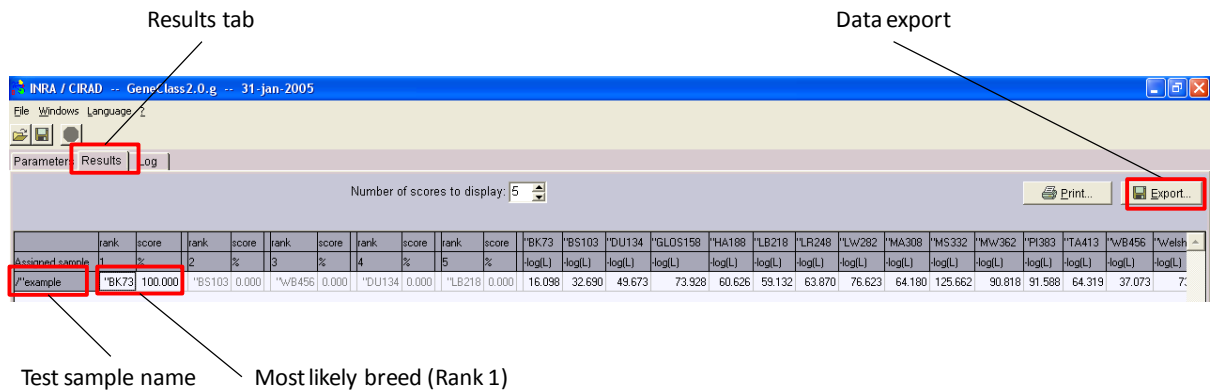 Results tab Data export
INRA / CIRAD -- GeneClass2.0.g -- 31-jan-2005
File Windows Language ?
Parameters Results Log
Number of scores to display: 5 Print... Export...
rank score rank score rank score rank score rank score "BK73 "BS103 "DU134 "GLOS158 "HA188 "LB218 "LR248 "LW282 "MA308 "MS332 "MW362 "PI383 "TA413 "WB456 "Welsh
Assigned sample 1 % 2 % 3 % 4 % 5 % -log(L) -log(L) -log(L) -log(L) -log(L) -log(L) -log(L) -log(L) -log(L) -log(L) -log(L) -log(L) -log(L) -log(L) -log(L)
/"example "BK73 100.000 "BS103 0.000 "WB456 0.000 "DU134 0.000 "LB218 0.000 16.098 32.690 49.673 73.928 60.626 59.132 63.870 76.623 64.180 125.662 90.818 91.588 64.319 37.073
Test sample name Most likely breed (Rank 1)